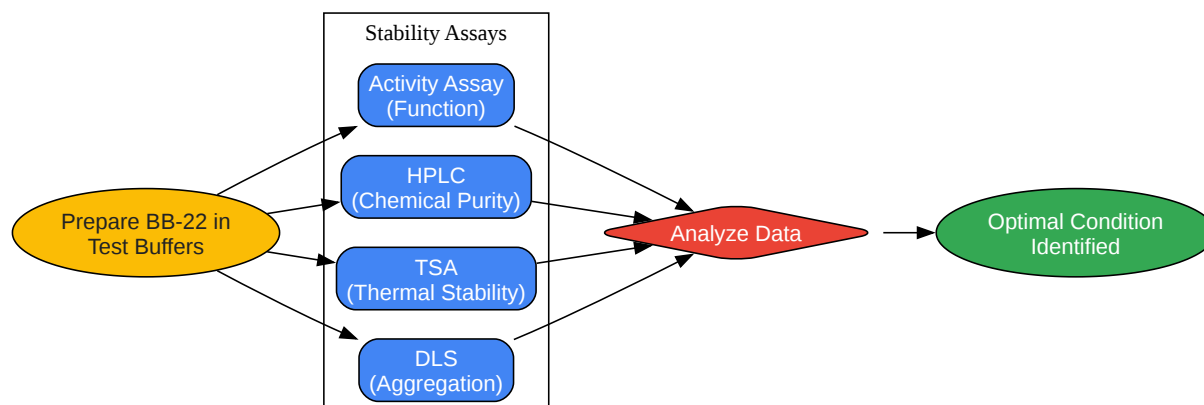 Stability Assays
Activity Assay
(Function)
HPLC
(Chemical Purity)
Prepare BB-22 in
Test Buffers
Analyze Data
Optimal Condition
Identified
TSA
(Thermal Stability)
DLS
(Aggregation)